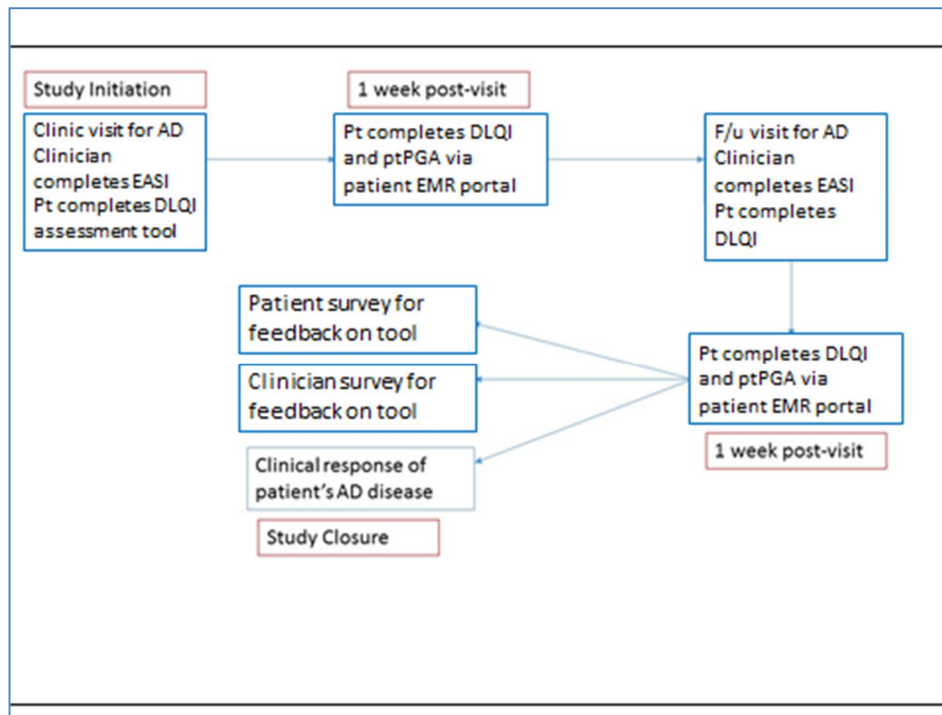 Study Initiation
Clinic visit for AD
Clinician
completes EASI
Pt completes DLQI
assessment tool
1 week post-visit
Pt completes DLQI
and ptPGA via
patient EMR portal
F/u visit for AD
Clinician
completes EASI
Pt completes
DLQI
Pt completes DLQI
and ptPGA via
patient EMR portal
1 week post-visit
Patient survey for
feedback on tool
Clinician survey for
feedback on tool
Clinical response of
patient's AD disease
Study Closure